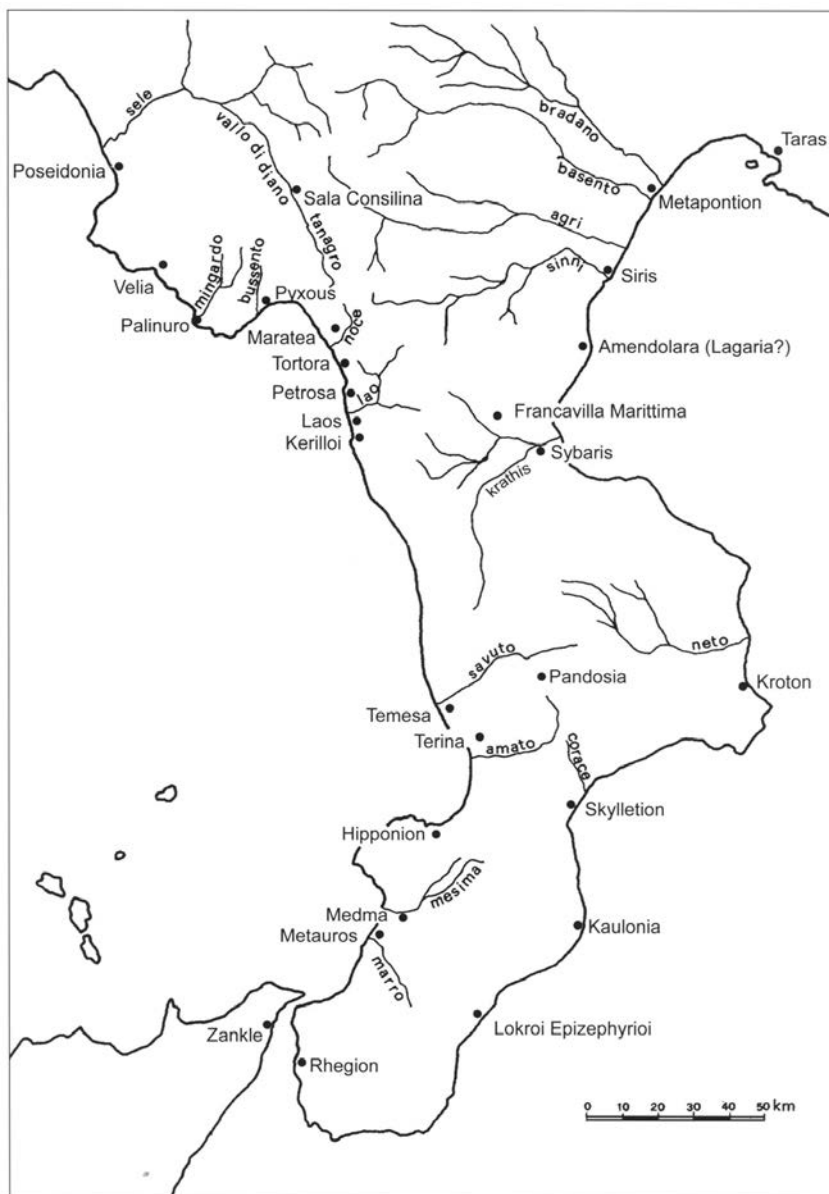 sele
vallo di diano
bradano
Taras
Poseidonia
basento
Sala Consilina
Metapontion
tanagro
agri
sinni
Velia
mingardo
bussento
Pyxous
Siris
Palinuro
Maratea
noce
Amendolara (Lagaria?)
Tortora
Petrosa
lao
Laos
Francavilla Marittima
Kerilloi
Sybaris
krathis
savuto
neto
Pandosia
Kroton
Temesa
Terina
amato
corace
Skylletion
Hipponion
mesima
Medma
Kaulonia
Metauros
marro
Zankle
Lokroi Epizephyrioi
Rhegion
0 10 20 30 40 50 km